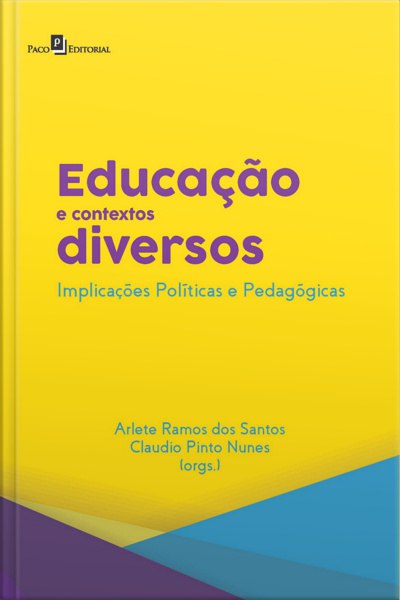 PACO P EDITORIAL
Educação
e contextos
diversos
Implicações Políticas e Pedagógicas
Arlete Ramos dos Santos
Claudio Pinto Nunes
(orgs.)